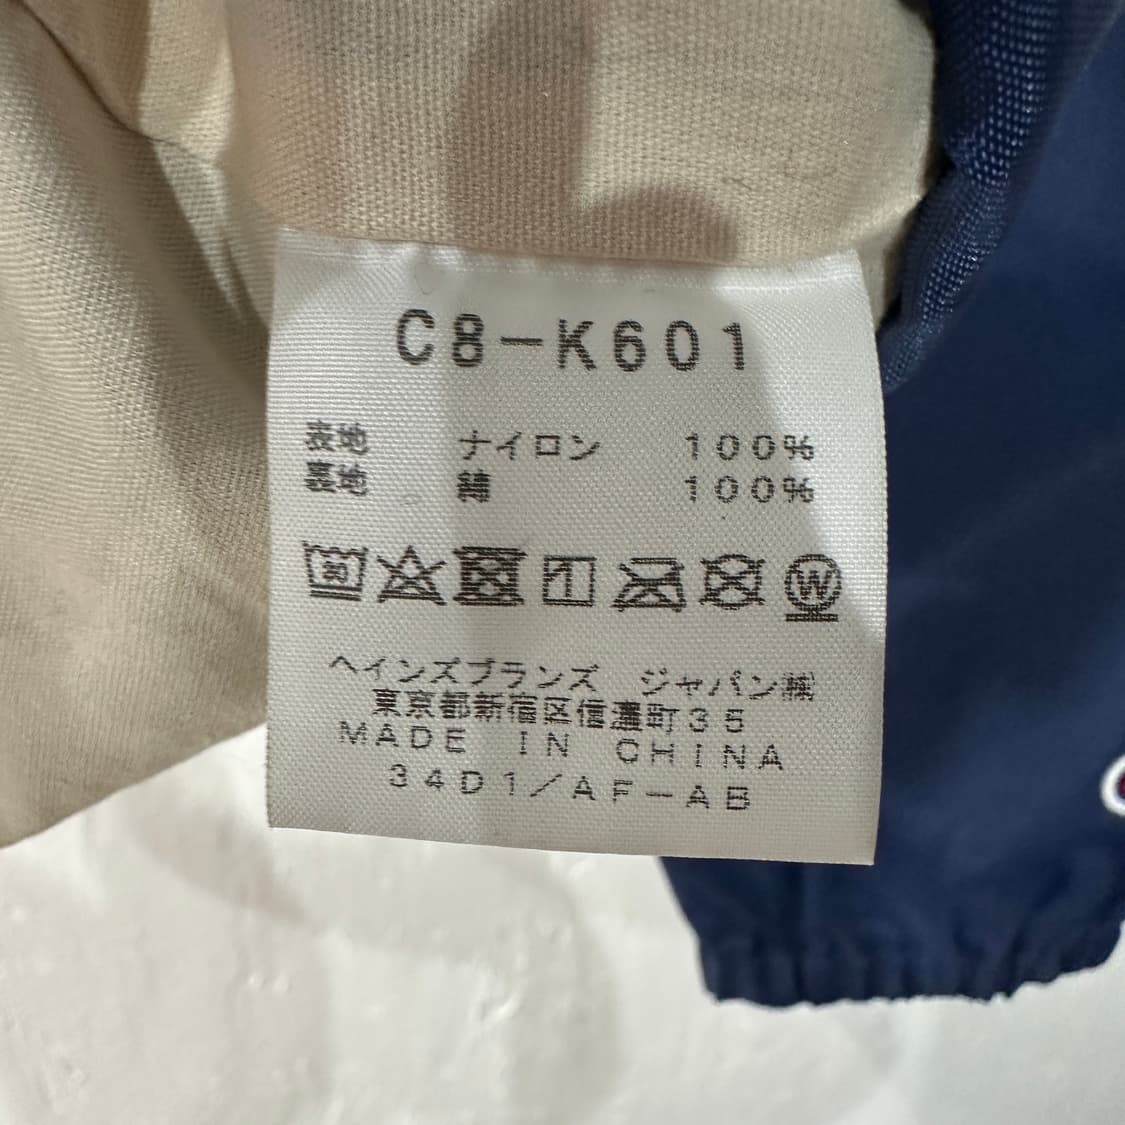 C8-K601
表地 ナイロン 100%
裏地 綿 100%
ヘインズブランズ ジャパン㈱
東京都新宿区信濃町35
MADE IN CHINA
34D1/AF-AB